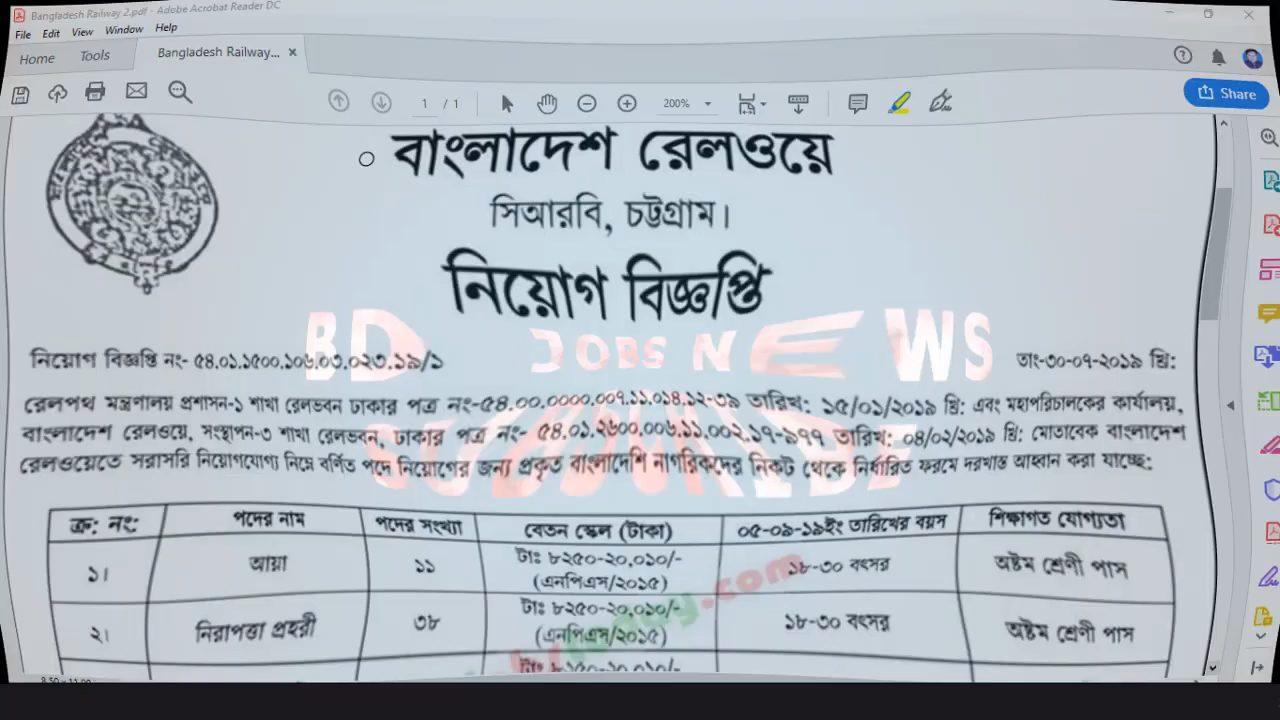 Bangladesh Railway 2.pdf - Adobe Acrobat Reader DC
File Edit View Window Help
Home Tools Bangladesh Railway... ×
1 / 1 200% Share
বাংলাদেশ রেলওয়ে
সিআরবি, চট্টগ্রাম।
নিয়োগ বিজ্ঞপ্তি
BD JOBS NEWS
নিয়োগ বিজ্ঞপ্তি নং- ৫৪.০১.১৫০০.১০৬.০৩.০২৩.১৯/১ তাং-৩০-০৭-২০১৯ খ্রি:
রেলপথ মন্ত্রণালয় প্রশাসন-১ শাখা রেলভবন ঢাকার পত্র নং-৫৪.০০.০০০০.০০৭.১১.০১৪.১২-৩৯ তারিখ: ১৫/০১/২০১৯ খ্রি: এবং মহাপরিচালকের কার্যালয়,
বাংলাদেশ রেলওয়ে, সংস্থাপন-৩ শাখা রেলভবন, ঢাকার পত্র নং- ৫৪.০১.২৬০০.০০৬.১১.০০২.১৭-১৯৭৭ তারিখ: ০৪/০২/২০১৯ খ্রি: মোতাবেক বাংলাদেশ
রেলওয়েতে সরাসরি নিয়োগযোগ্য নিম্নে বর্ণিত পদে নিয়োগের জন্য প্রকৃত বাংলাদেশি নাগরিকদের নিকট থেকে নির্ধারিত ফরমে দরখাস্ত আহ্বান করা যাচ্ছে:
SUBSCRIBE
ক্র: নং: পদের নাম পদের সংখ্যা বেতন স্কেল (টাকা) ০৫-০৯-১৯ইং তারিখের বয়স শিক্ষাগত যোগ্যতা
১। আয়া ১১ টাঃ ৮২৫০-২০,০১০/- ১৮-৩০ বৎসর অষ্টম শ্রেণী পাস
(এনপিএস/২০১৫)
২। নিরাপত্তা প্রহরী ৩৮ টাঃ ৮২৫০-২০,০১০/- ১৮-৩০ বৎসর অষ্টম শ্রেণী পাস
(এনপিএস/২০১৫)
.com